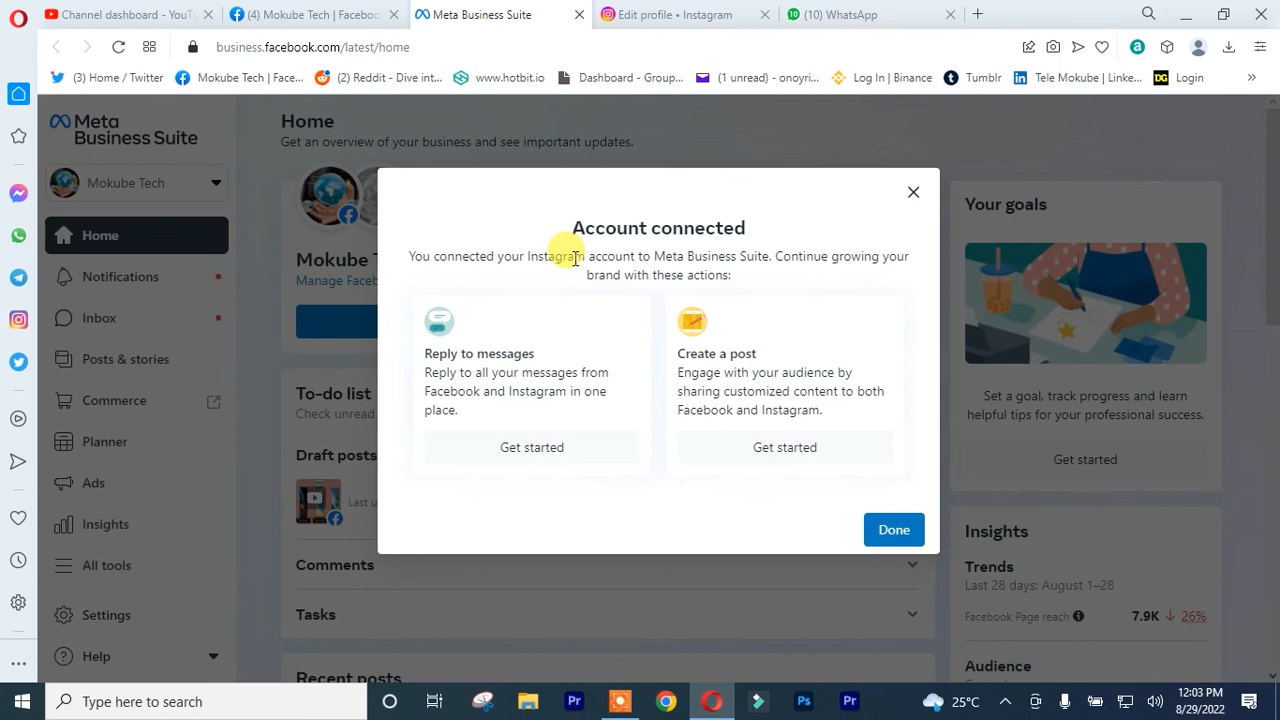 Channel dashboard - YouT
(4) Mokube Tech | Faceboo
Meta Business Suite
Edit profile • Instagram
(10) WhatsApp
business.facebook.com/latest/home
(3) Home / Twitter
Mokube Tech | Face...
(2) Reddit - Dive int...
www.hotbit.io
Dashboard - Group...
(1 unread) - onoyri...
Log In | Binance
Tumblr
Tele Mokube | Linke...
DG
Login
Meta
Business Suite
Mokube Tech
Home
Notifications
Inbox
Posts & stories
Commerce
Planner
Ads
Insights
All tools
Settings
Help
Home
Get an overview of your business and see important updates.
Mokube T
Manage Faceb
To-do list
Check unread
Draft posts
Last u
Comments
Tasks
Recent posts
Account connected
You connected your Instagram account to Meta Business Suite. Continue growing your
brand with these actions:
Reply to messages
Reply to all your messages from
Facebook and Instagram in one
place.
Get started
Create a post
Engage with your audience by
sharing customized content to both
Facebook and Instagram.
Get started
Done
Your goals
Set a goal, track progress and learn
helpful tips for your professional success.
Get started
Insights
Trends
Last 28 days: August 1–28
Facebook Page reach 7.9K ↓ 26%
Audience
Type here to search
Pr
Ps
Pr
25°C
12:03 PM
8/29/2022